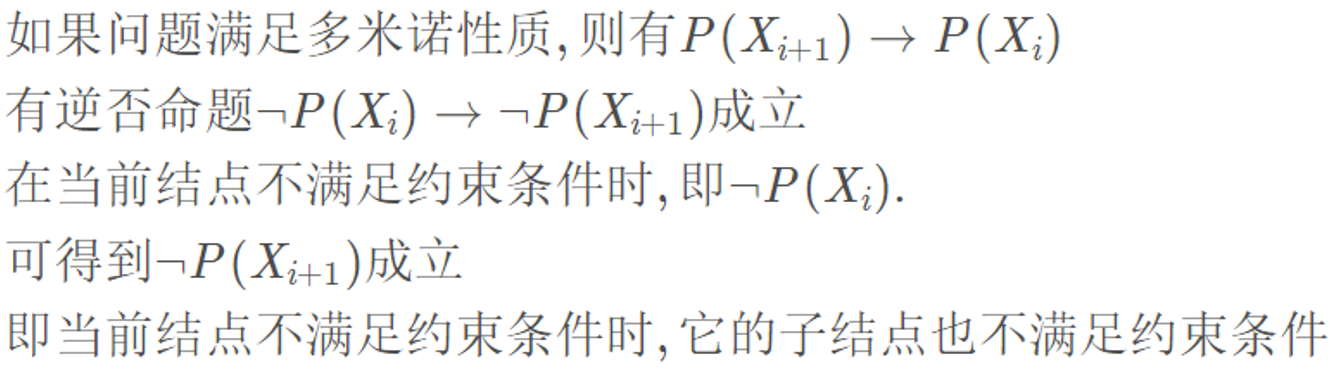 如果问题满足多米诺性质,则有P(X_{i+1}) → P(X_i)
有逆否命题¬P(X_i) → ¬P(X_{i+1})成立
在当前结点不满足约束条件时,即¬P(X_i).
可得到¬P(X_{i+1})成立
即当前结点不满足约束条件时,它的子结点也不满足约束条件